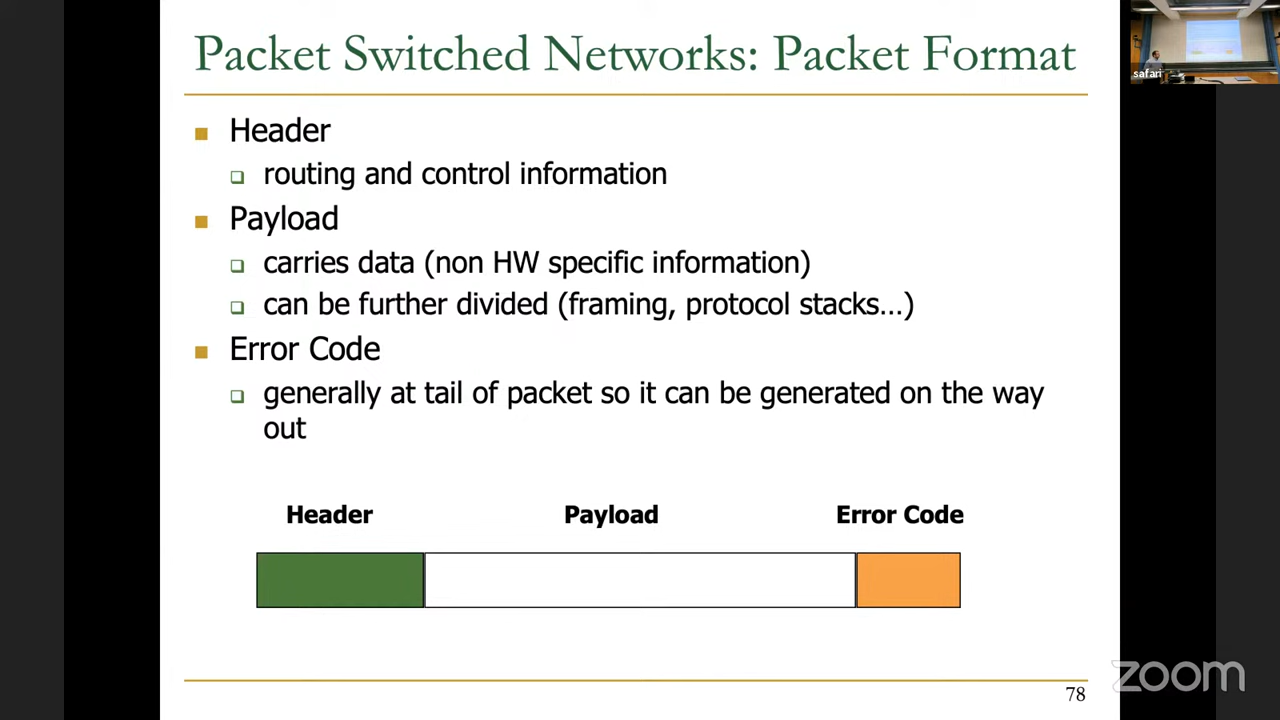 Packet Switched Networks: Packet Format
safari
Header
routing and control information
Payload
carries data (non HW specific information)
can be further divided (framing, protocol stacks...)
Error Code
generally at tail of packet so it can be generated on the way
out
Header Payload Error Code
zoom
78